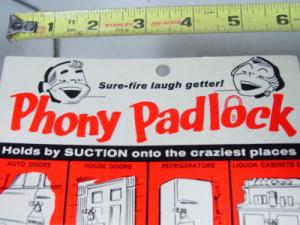 1 2 3 STANLEY 4 5 6
Sure-fire laugh getter!
Phony Padlock
Holds by SUCTION onto the craziest places
AUTO DOORS HOUSE DOORS REFRIGERATORS LIQUOR CABINETS